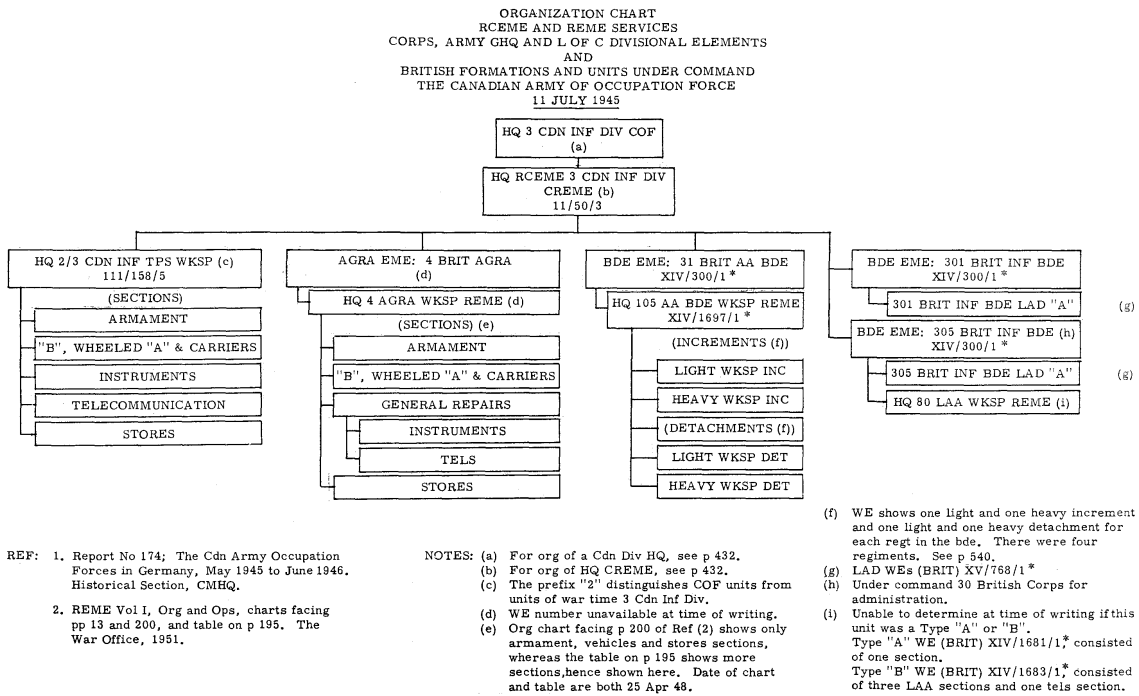 ORGANIZATION CHART
RCEME AND REME SERVICES
CORPS, ARMY GHQ AND L OF C DIVISIONAL ELEMENTS
AND
BRITISH FORMATIONS AND UNITS UNDER COMMAND
THE CANADIAN ARMY OF OCCUPATION FORCE
11 JULY 1945
HQ 3 CDN INF DIV COF
(a)
HQ RCEME 3 CDN INF DIV
CREME (b)
11/50/3
HQ 2/3 CDN INF TPS WKSP (c)
111/158/5
(SECTIONS)
ARMAMENT
"B", WHEELED "A" & CARRIERS
INSTRUMENTS
TELECOMMUNICATION
STORES
AGRA EME: 4 BRIT AGRA
(d)
HQ 4 AGRA WKSP REME (d)
(SECTIONS) (e)
ARMAMENT
"B", WHEELED "A" & CARRIERS
GENERAL REPAIRS
INSTRUMENTS
TELS
STORES
BDE EME: 31 BRIT AA BDE
XIV/300/1 *
HQ 105 AA BDE WKSP REME
XIV/1697/1 *
(INCREMENTS (f))
LIGHT WKSP INC
HEAVY WKSP INC
(DETACHMENTS (f))
LIGHT WKSP DET
HEAVY WKSP DET
BDE EME: 301 BRIT INF BDE
XIV/300/1 *
301 BRIT INF BDE LAD "A" (g)
BDE EME: 305 BRIT INF BDE (h)
XIV/300/1 *
305 BRIT INF BDE LAD "A" (g)
HQ 80 LAA WKSP REME (i)
REF: 1. Report No 174; The Cdn Army Occupation
Forces in Germany, May 1945 to June 1946.
Historical Section, CMHQ.
2. REME Vol I, Org and Ops, charts facing
pp 13 and 200, and table on p 195. The
War Office, 1951.
NOTES: (a) For org of a Cdn Div HQ, see p 432.
(b) For org of HQ CREME, see p 432.
(c) The prefix "2" distinguishes COF units from
units of war time 3 Cdn Inf Div.
(d) WE number unavailable at time of writing.
(e) Org chart facing p 200 of Ref (2) shows only
armament, vehicles and stores sections,
whereas the table on p 195 shows more
sections,hence shown here. Date of chart
and table are both 25 Apr 48.
(f) WE shows one light and one heavy increment
and one light and one heavy detachment for
each regt in the bde. There were four
regiments. See p 540.
(g) LAD WEs (BRIT) XV/768/1 *
(h) Under command 30 British Corps for
administration.
(i) Unable to determine at time of writing if this
unit was a Type "A" or "B".
Type "A" WE (BRIT) XIV/1681/1,* consisted
of one section.
Type "B" WE (BRIT) XIV/1683/1,* consisted
of three LAA sections and one tels section.